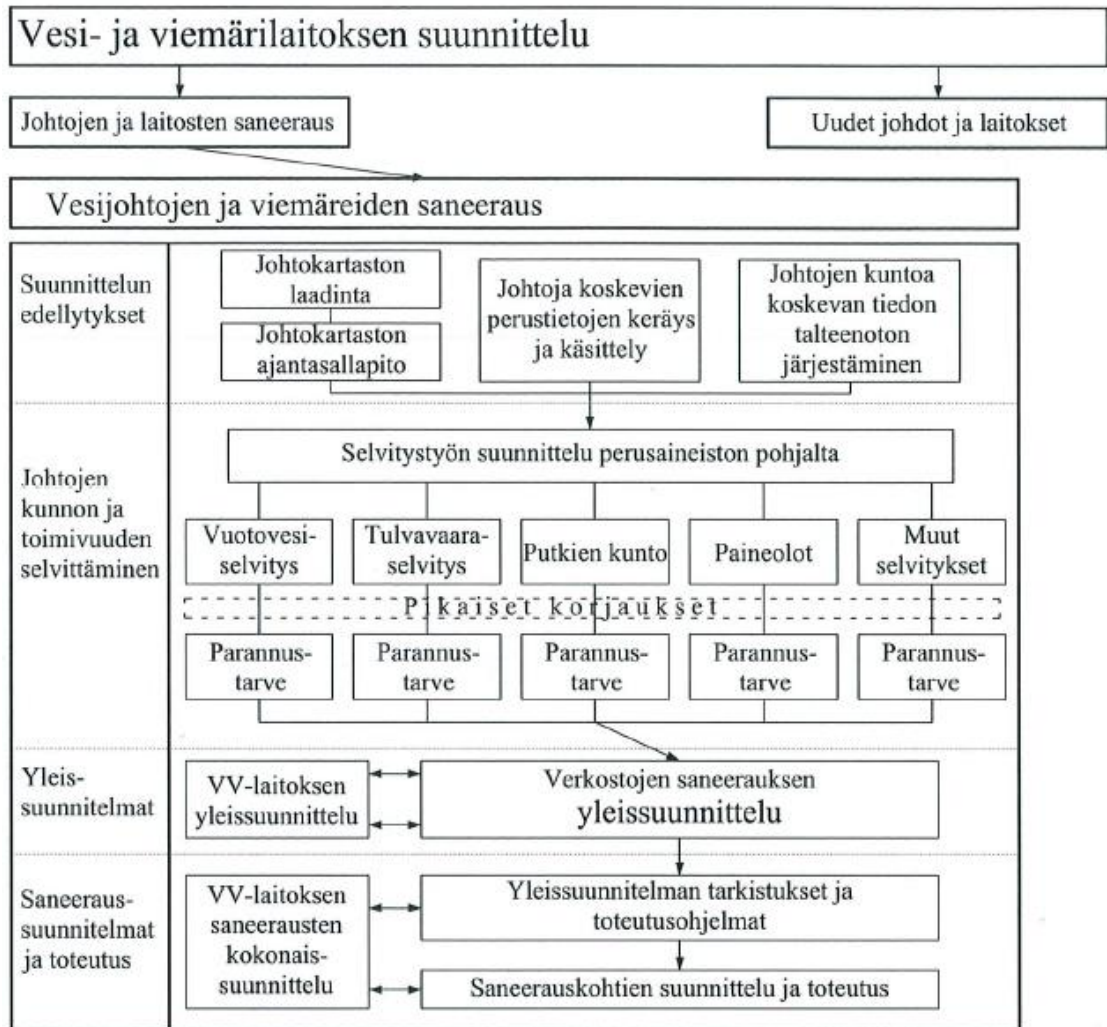 Vesi- ja viemärilaitoksen suunnittelu
Johtojen ja laitosten saneeraus
Uudet johdot ja laitokset
Vesijohtojen ja viemäreiden saneeraus
Suunnittelun
edellytykset
Johtokartaston
laadinta
Johtokartaston
ajantasallapito
Johtoja koskevien
perustietojen keräys
ja käsittely
Johtojen kuntoa
koskevan tiedon
talteenoton
järjestäminen
Johtojen
kunnon ja
toimivuuden
selvittäminen
Selvitystyön suunnittelu perusaineiston pohjalta
Vuotovesi-
selvitys
Tulvavaara-
selvitys
Putkien kunto
Paineolot
Muut
selvitykset
Pikaiset korjaukset
Parannus-
tarve
Parannus-
tarve
Parannus-
tarve
Parannus-
tarve
Parannus-
tarve
Yleis-
suunnitelmat
VV-laitoksen
yleissuunnittelu
Verkostojen saneerauksen
yleissuunnittelu
Saneeraus-
suunnitelmat
ja toteutus
VV-laitoksen
saneerausten
kokonais-
suunnittelu
Yleissuunnitelman tarkistukset ja
toteutusohjelmat
Saneerauskohtien suunnittelu ja toteutus